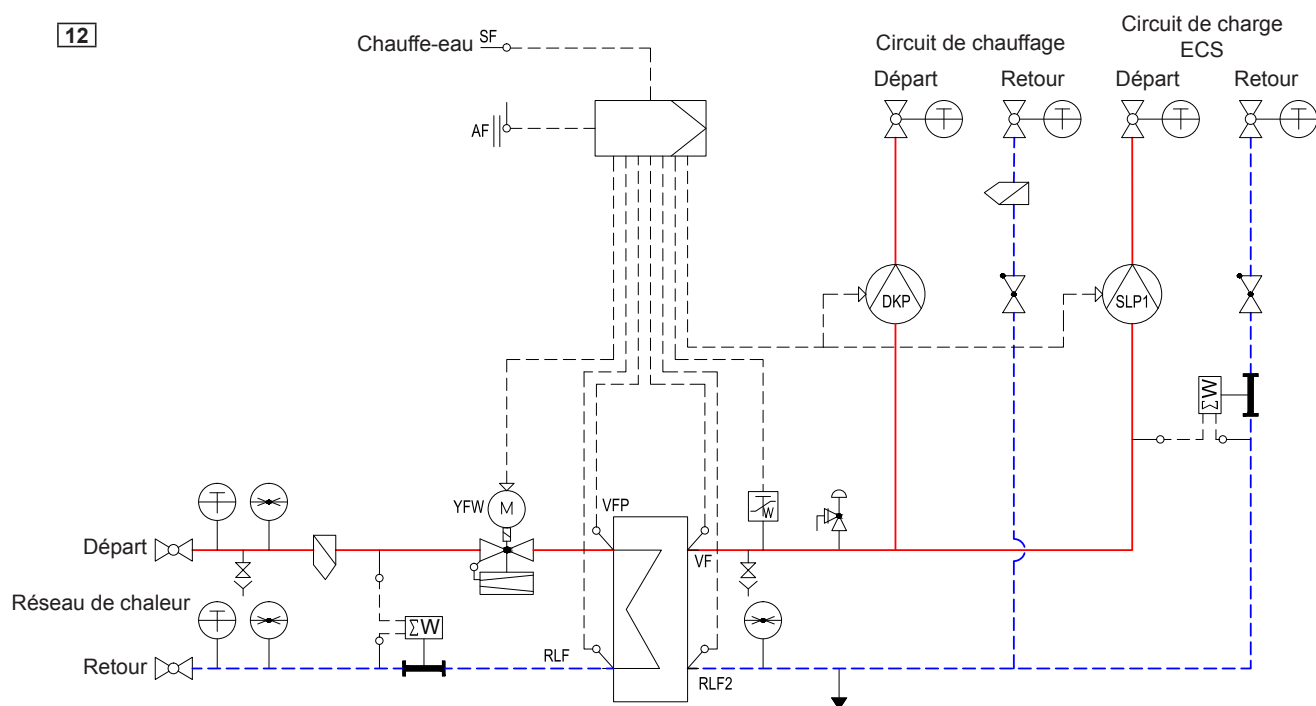 12
Chauffe-eau SF
AF
Circuit de chauffage
Départ
Retour
Circuit de charge
ECS
Départ
Retour
T
T
T
T
DKP
SLP1
ΣW
YFW
M
VFP
W
VF
T
Départ
Réseau de chaleur
T
ΣW
Retour
RLF
RLF2